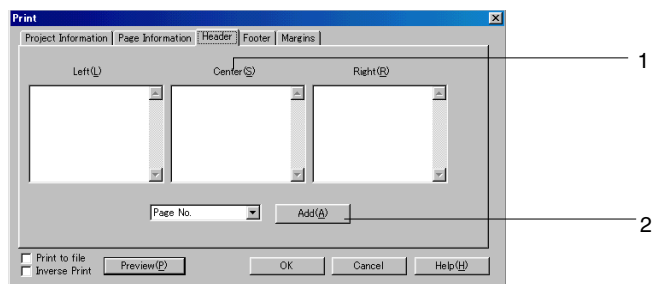 Print
Project Information Page Information Header Footer Margins
Left(L) Center(S) Right(R)
1
Page No. Add(A)
2
Print to file
Inverse Print Preview(P) OK Cancel Help(H)